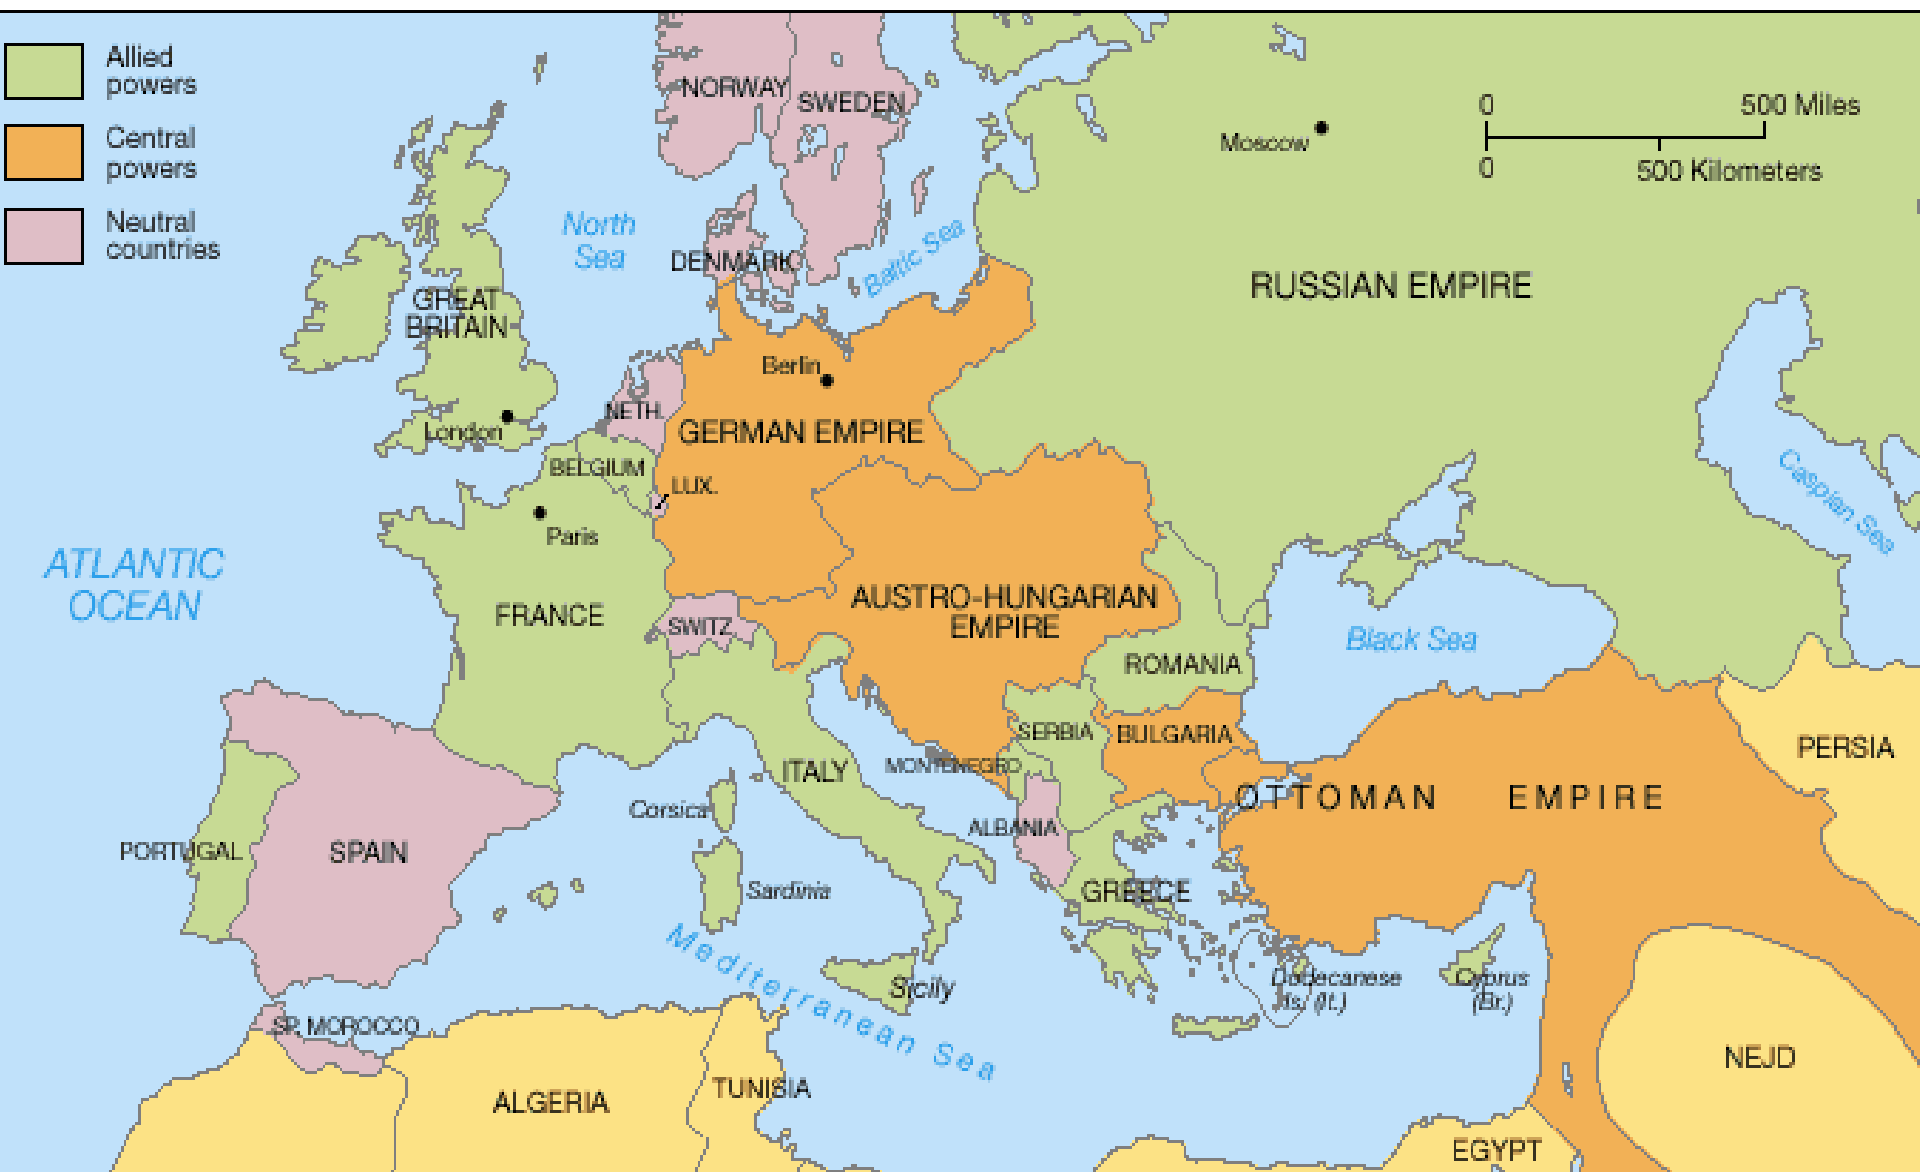 Allied
powers
Central
powers
Neutral
countries
NORWAY
SWEDEN
0
500 Miles
Moscow
0
500 Kilometers
North
Sea
DENMARK
Baltic Sea
GREAT
BRITAIN
RUSSIAN EMPIRE
Berlin
NETH.
London
GERMAN EMPIRE
BELGIUM
LUX.
Caspian Sea
Paris
ATLANTIC
OCEAN
FRANCE
AUSTRO-HUNGARIAN
EMPIRE
SWITZ
Black Sea
ROMANIA
SERBIA
BULGARIA
PERSIA
MONTENEGRO
ITALY
OTTOMAN EMPIRE
Corsica
ALBANIA
PORTUGAL
SPAIN
Sardinia
GREECE
Mediterranean Sea
Sicily
Dodecanese
Is. (It.)
Cyprus
(Br.)
SP. MOROCCO
NEJD
TUNISIA
ALGERIA
EGYPT